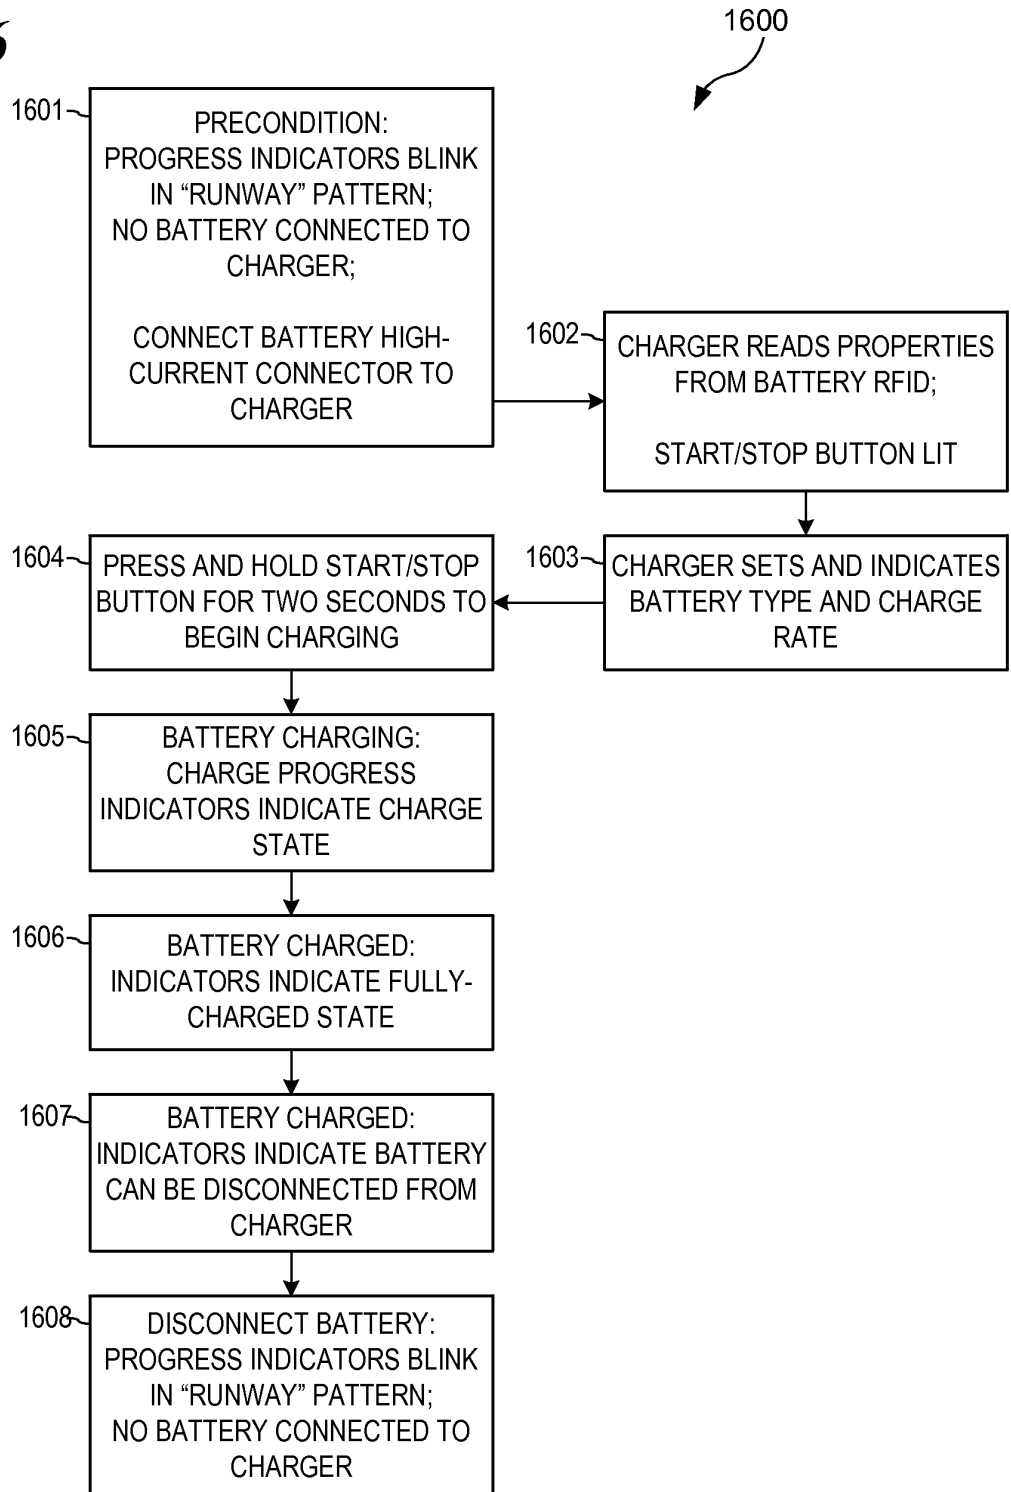 6
1600
1601
PRECONDITION:
PROGRESS INDICATORS BLINK
IN “RUNWAY” PATTERN;
NO BATTERY CONNECTED TO
CHARGER;
CONNECT BATTERY HIGH-
CURRENT CONNECTOR TO
CHARGER
1602
CHARGER READS PROPERTIES
FROM BATTERY RFID;
START/STOP BUTTON LIT
1603
CHARGER SETS AND INDICATES
BATTERY TYPE AND CHARGE
RATE
1604
PRESS AND HOLD START/STOP
BUTTON FOR TWO SECONDS TO
BEGIN CHARGING
1605
BATTERY CHARGING:
CHARGE PROGRESS
INDICATORS INDICATE CHARGE
STATE
1606
BATTERY CHARGED:
INDICATORS INDICATE FULLY-
CHARGED STATE
1607
BATTERY CHARGED:
INDICATORS INDICATE BATTERY
CAN BE DISCONNECTED FROM
CHARGER
1608
DISCONNECT BATTERY:
PROGRESS INDICATORS BLINK
IN “RUNWAY” PATTERN;
NO BATTERY CONNECTED TO
CHARGER